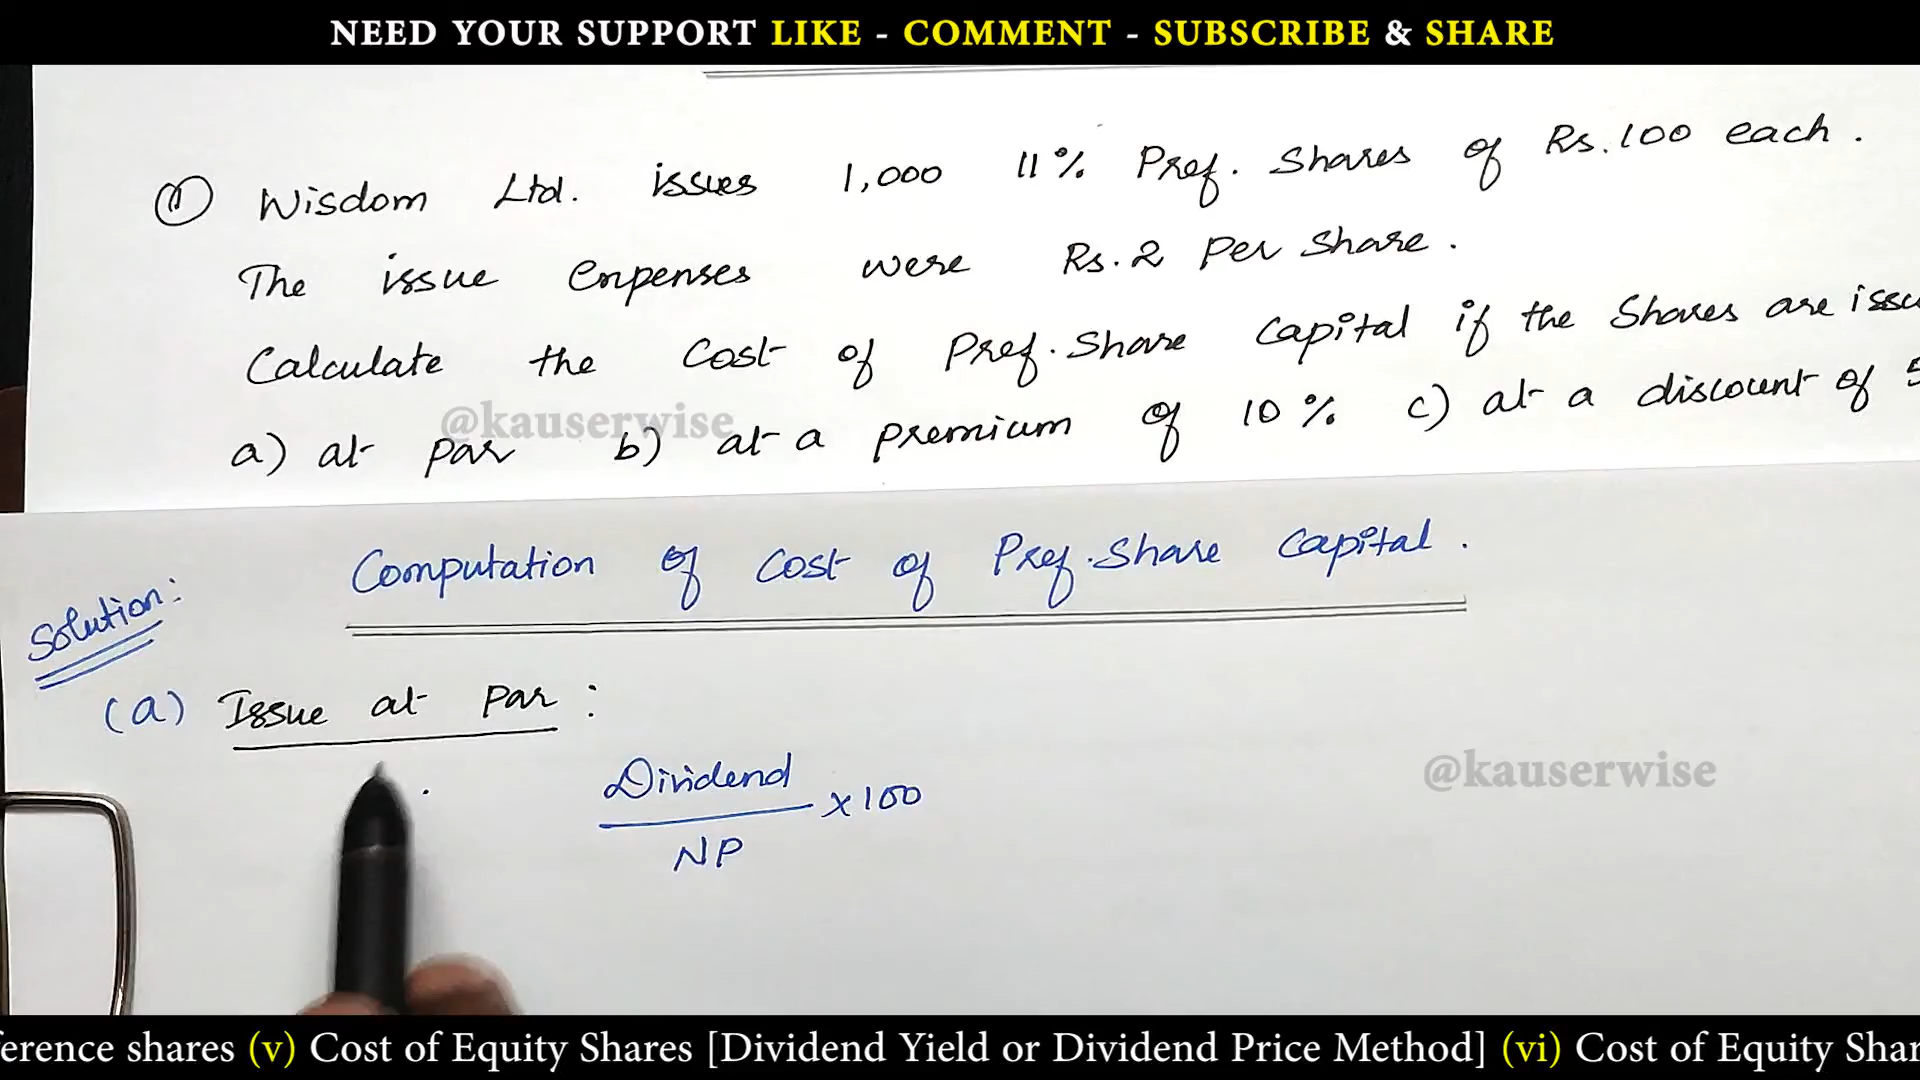 NEED YOUR SUPPORT LIKE - COMMENT - SUBSCRIBE & SHARE
① Wisdom Ltd. issues 1,000 11% Pref. Shares of Rs.100 each.
The issue expenses were Rs.2 Per Share.
Calculate the Cost of Pref. Share Capital if the Shares are issu
a) at par b) at a premium of 10% c) at a discount of 5
@kauserwise
Solution:
Computation of Cost of Pref. Share Capital.
(a) Issue at Par:
Dividend
x100
NP
@kauserwise
erence shares (v) Cost of Equity Shares [Dividend Yield or Dividend Price Method] (vi) Cost of Equity Shar